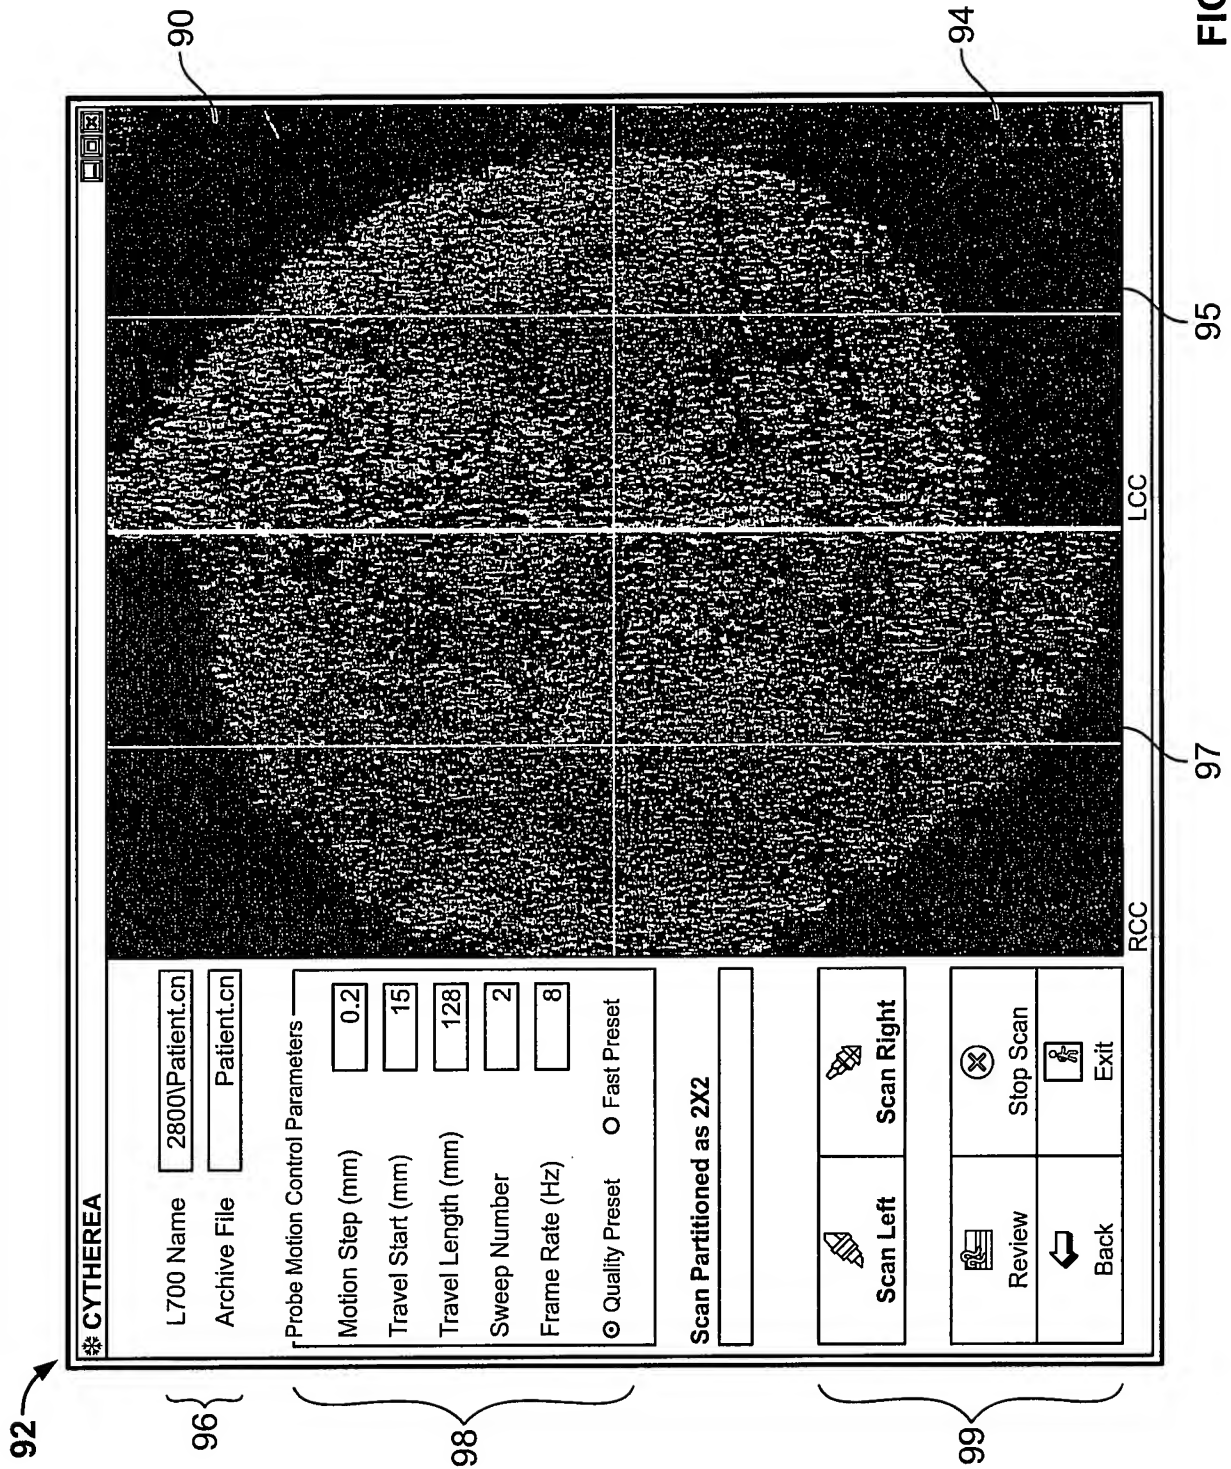 92
❄ CYTHEREA
96
L700 Name 2800\Patient.cn
Archive File Patient.cn
98
Probe Motion Control Parameters
Motion Step (mm) 0.2
Travel Start (mm) 15
Travel Length (mm) 128
Sweep Number 2
Frame Rate (Hz) 8
Quality Preset Fast Preset
Scan Partitioned as 2X2
99
Scan Left Scan Right
Review Stop Scan
Back Exit
RCC LCC
90
94
97 95